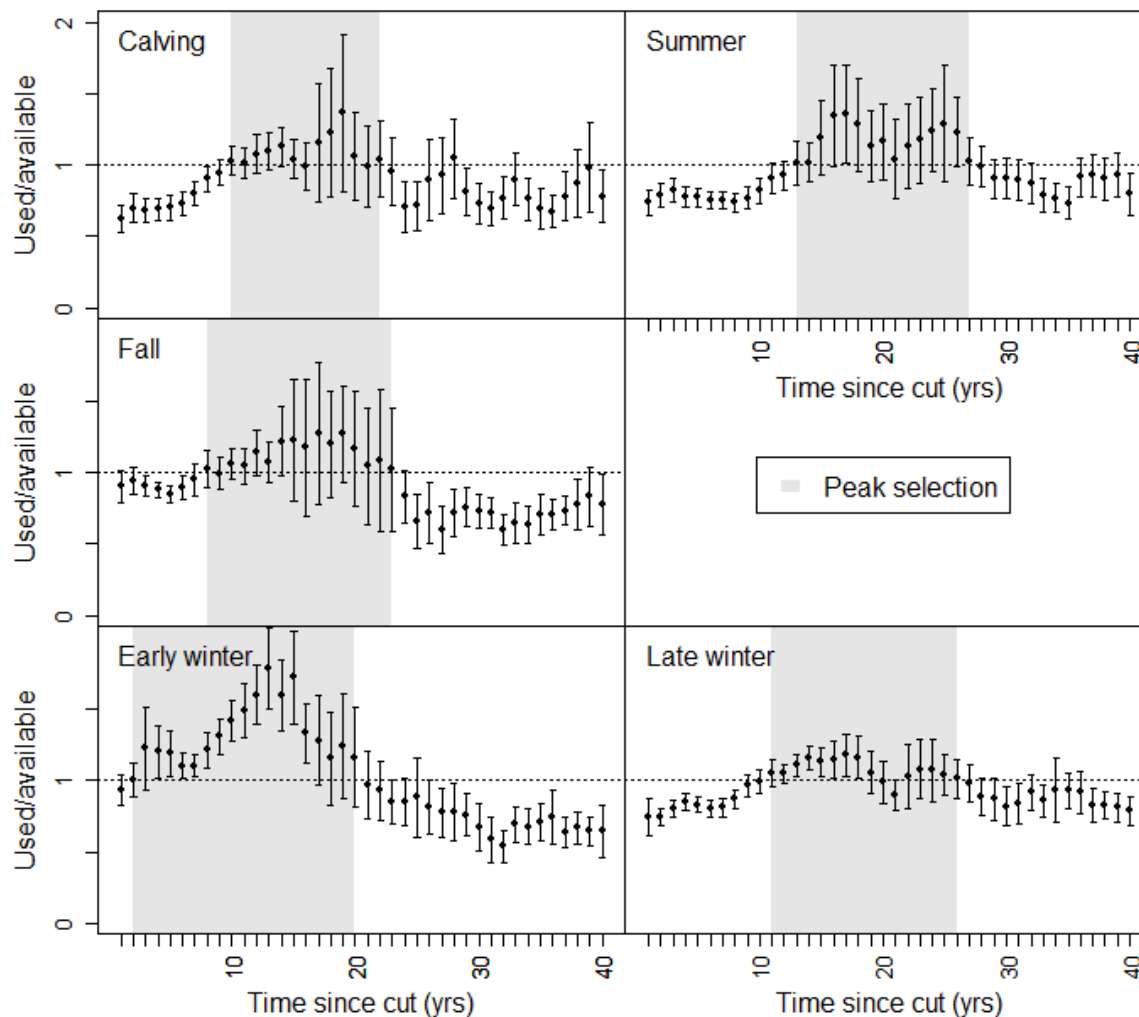 Calving
Summer
Used/available
0
1
2
10
20
30
40
Time since cut (yrs)
Fall
Used/available
0
1
Peak selection
Early winter
Late winter
Used/available
0
1
10
20
30
40
Time since cut (yrs)
10
20
30
40
Time since cut (yrs)